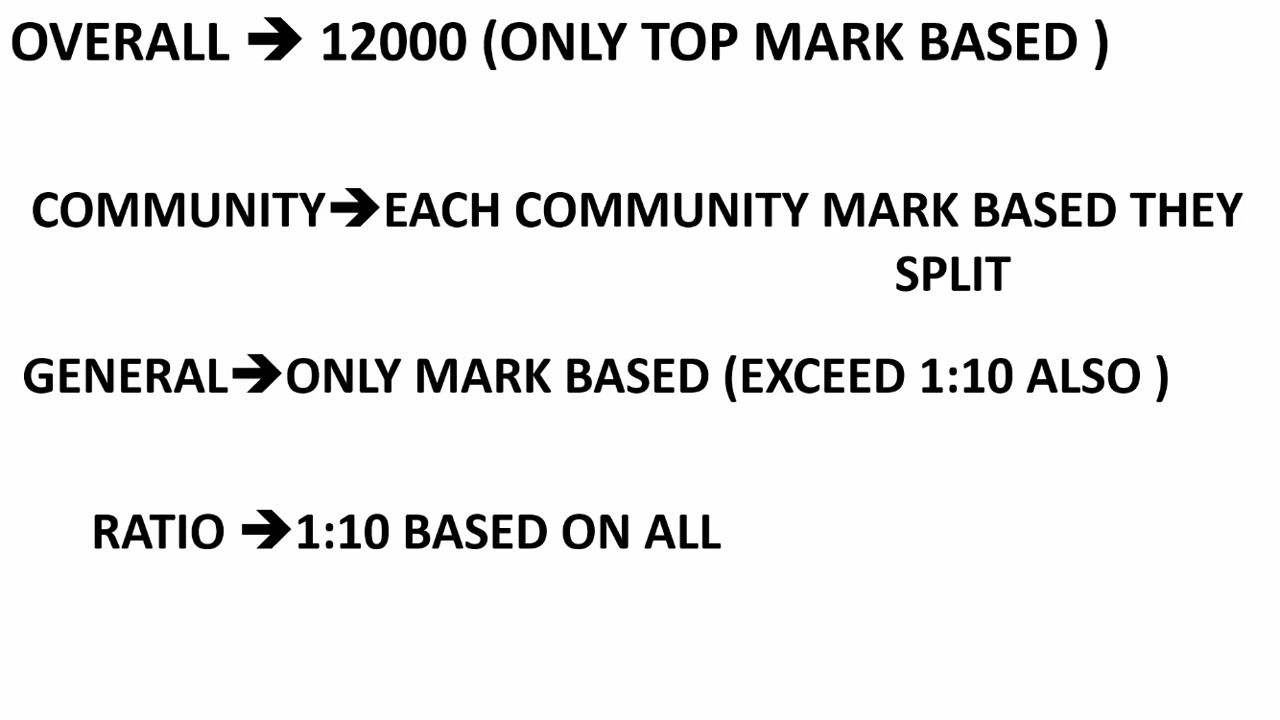 OVERALL ➔ 12000 (ONLY TOP MARK BASED )
COMMUNITY➔EACH COMMUNITY MARK BASED THEY
SPLIT
GENERAL➔ONLY MARK BASED (EXCEED 1:10 ALSO )
RATIO ➔1:10 BASED ON ALL